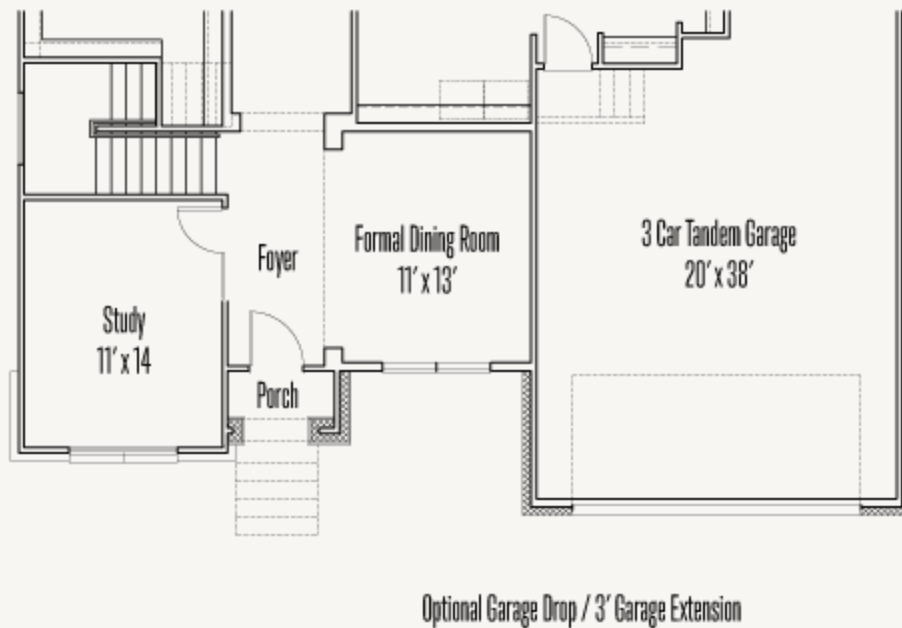 Foyer
Formal Dining Room
11' x 13'
3 Car Tandem Garage
20' x 38'
Study
11' x 14
Porch
Optional Garage Drop / 3' Garage Extension